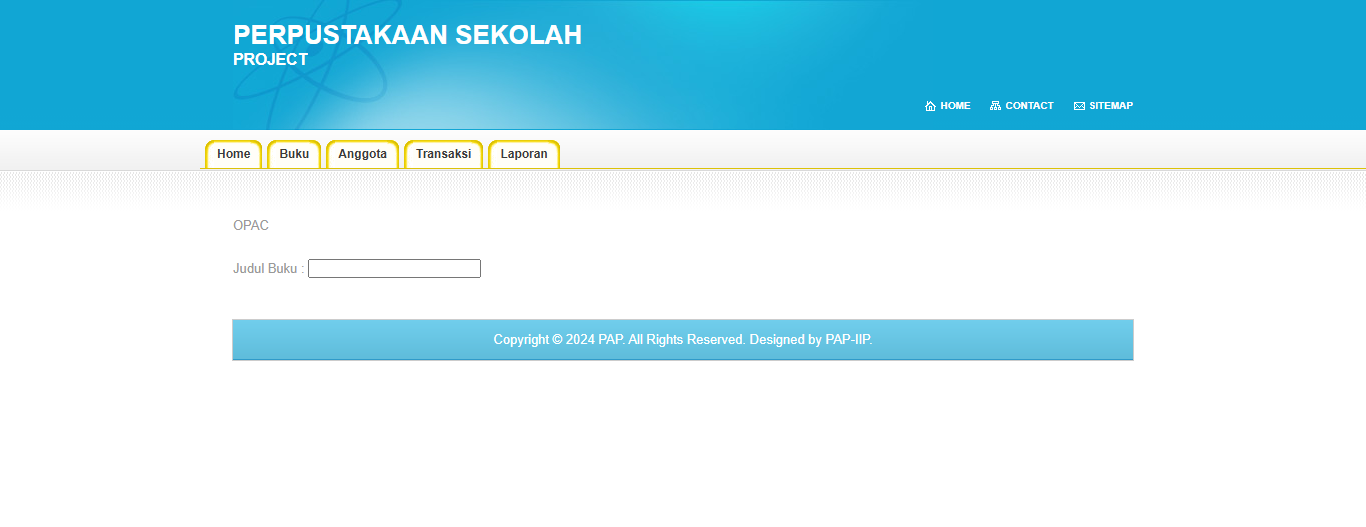 PERPUSTAKAAN SEKOLAH
PROJECT
HOME CONTACT SITEMAP
Home Buku Anggota Transaksi Laporan
OPAC
Judul Buku :
Copyright © 2024 PAP. All Rights Reserved. Designed by PAP-IIP.